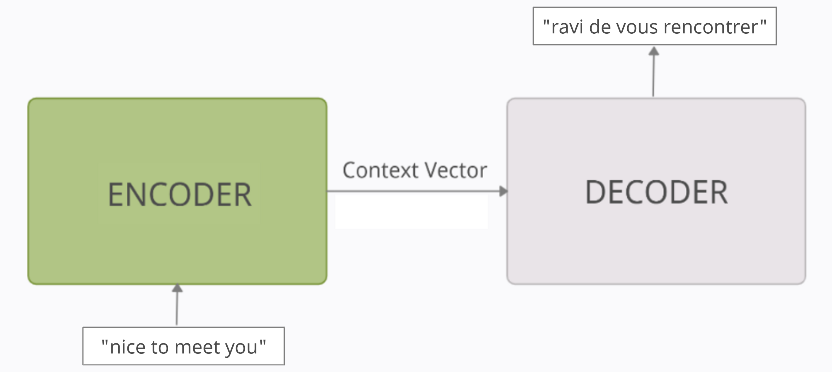 "ravi de vous rencontrer"
ENCODER
Context Vector
DECODER
"nice to meet you"